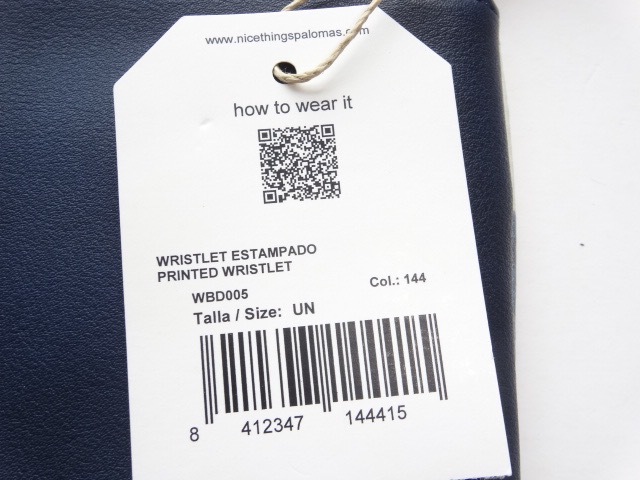 www.nicethingspalomas.com
how to wear it
WRISTLET ESTAMPADO
PRINTED WRISTLET
WBD005 Col.: 144
Talla / Size: UN
8 412347 144415